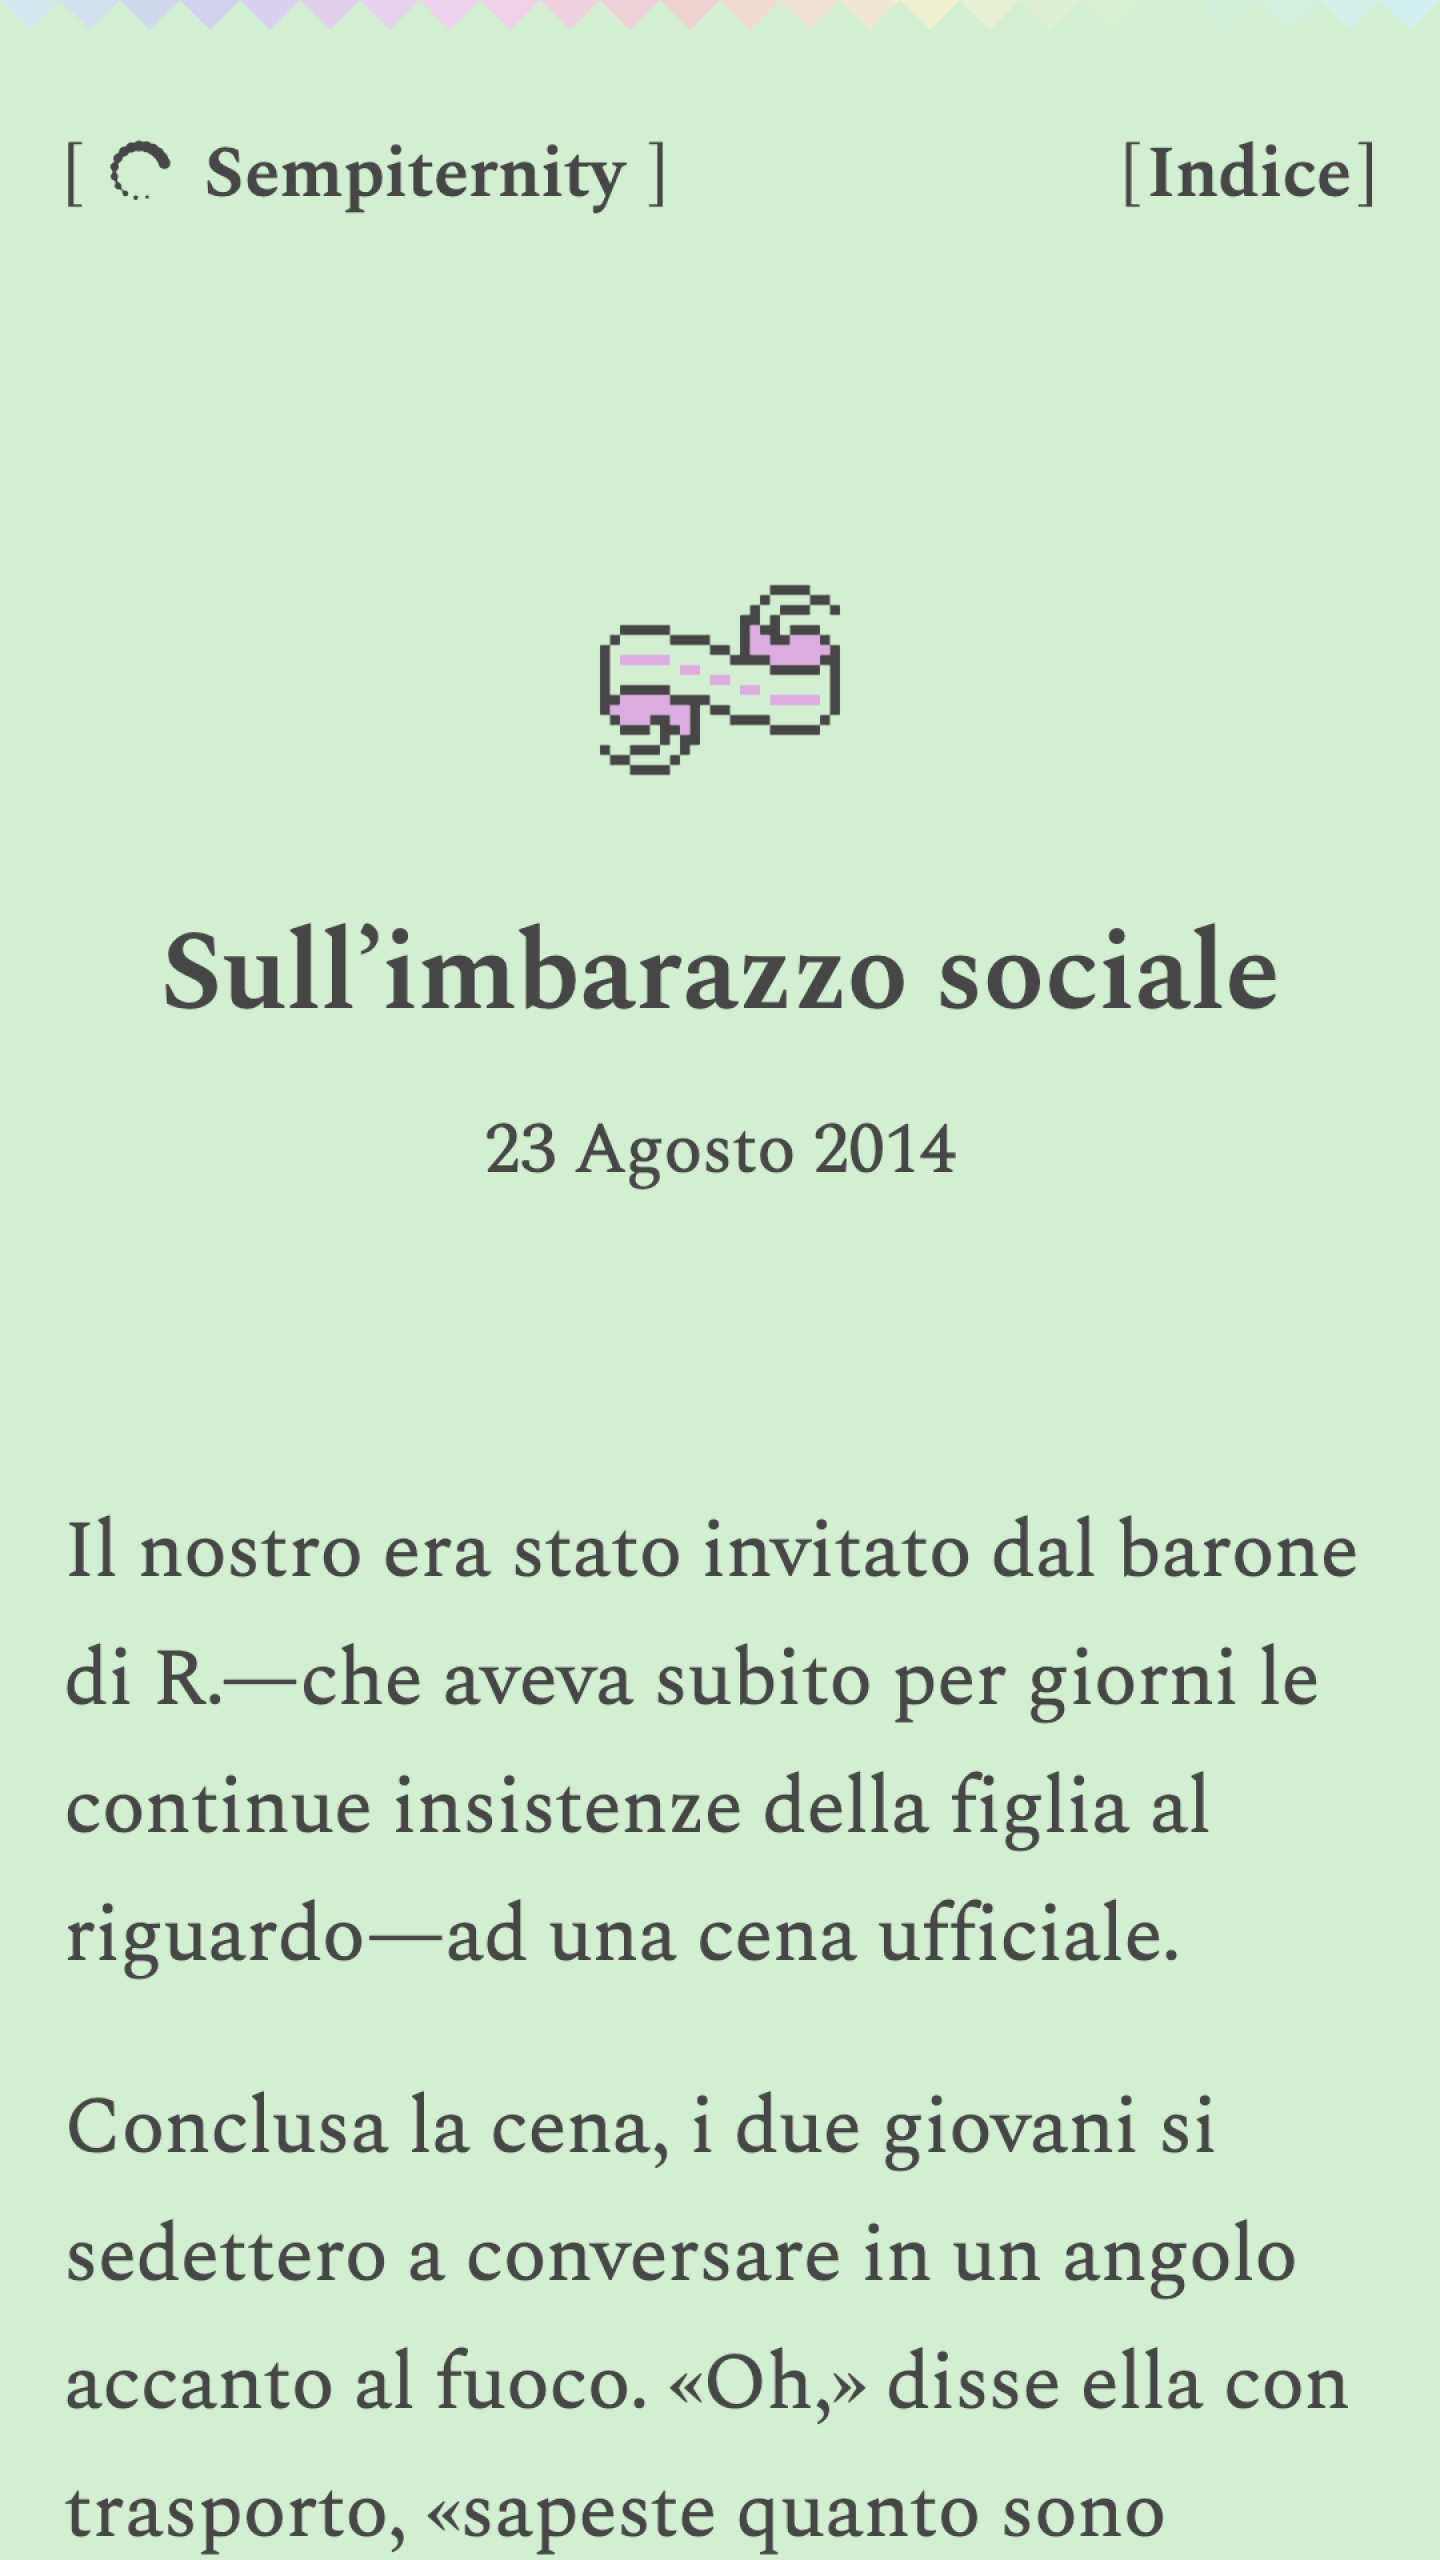 [ Sempiternity ]
[Indice]
Sull’imbarazzo sociale
23 Agosto 2014
Il nostro era stato invitato dal barone
di R.—che aveva subito per giorni le
continue insistenze della figlia al
riguardo—ad una cena ufficiale.
Conclusa la cena, i due giovani si
sedettero a conversare in un angolo
accanto al fuoco. «Oh,» disse ella con
trasporto, «sapeste quanto sono